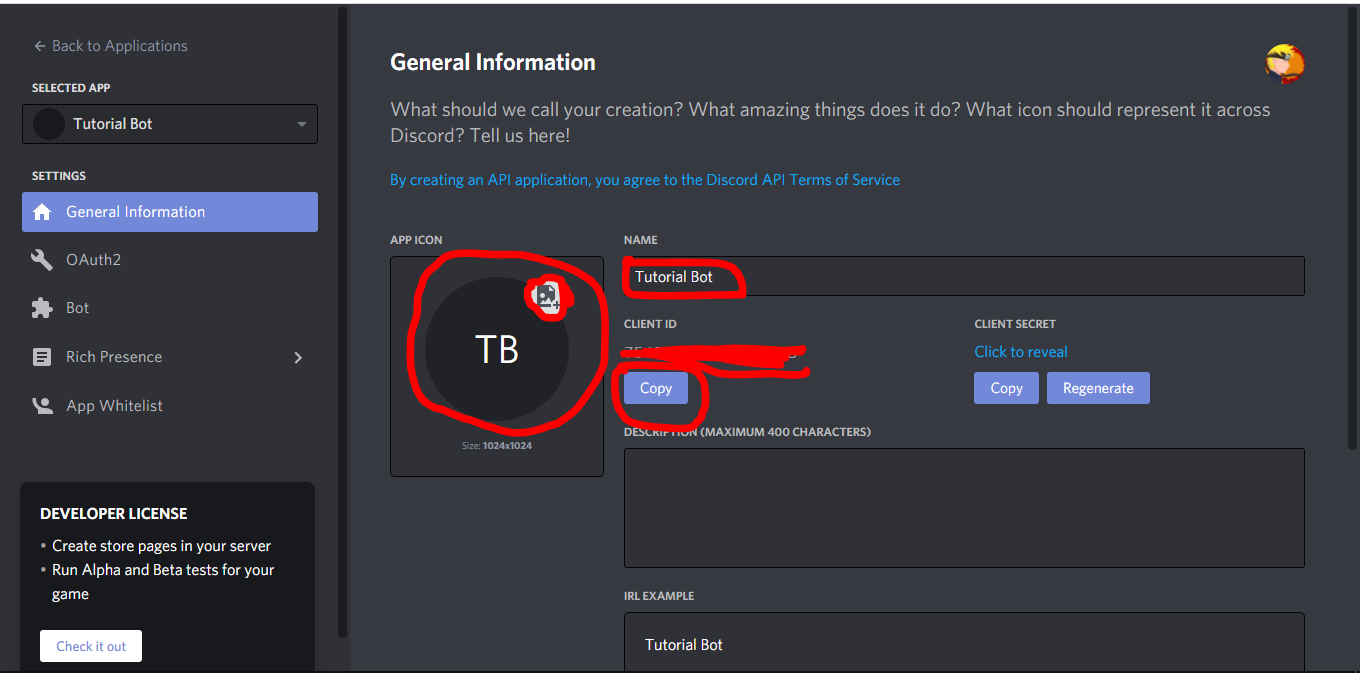 Back to Applications
SELECTED APP
Tutorial Bot
SETTINGS
General Information
OAuth2
Bot
Rich Presence
App Whitelist
DEVELOPER LICENSE
• Create store pages in your server
• Run Alpha and Beta tests for your
game
Check it out
General Information
What should we call your creation? What amazing things does it do? What icon should represent it across
Discord? Tell us here!
By creating an API application, you agree to the Discord API Terms of Service
APP ICON
TB
Size: 1024x1024
NAME
Tutorial Bot
CLIENT ID
Copy
CLIENT SECRET
Click to reveal
Copy Regenerate
DESCRIPTION (MAXIMUM 400 CHARACTERS)
IRL EXAMPLE
Tutorial Bot